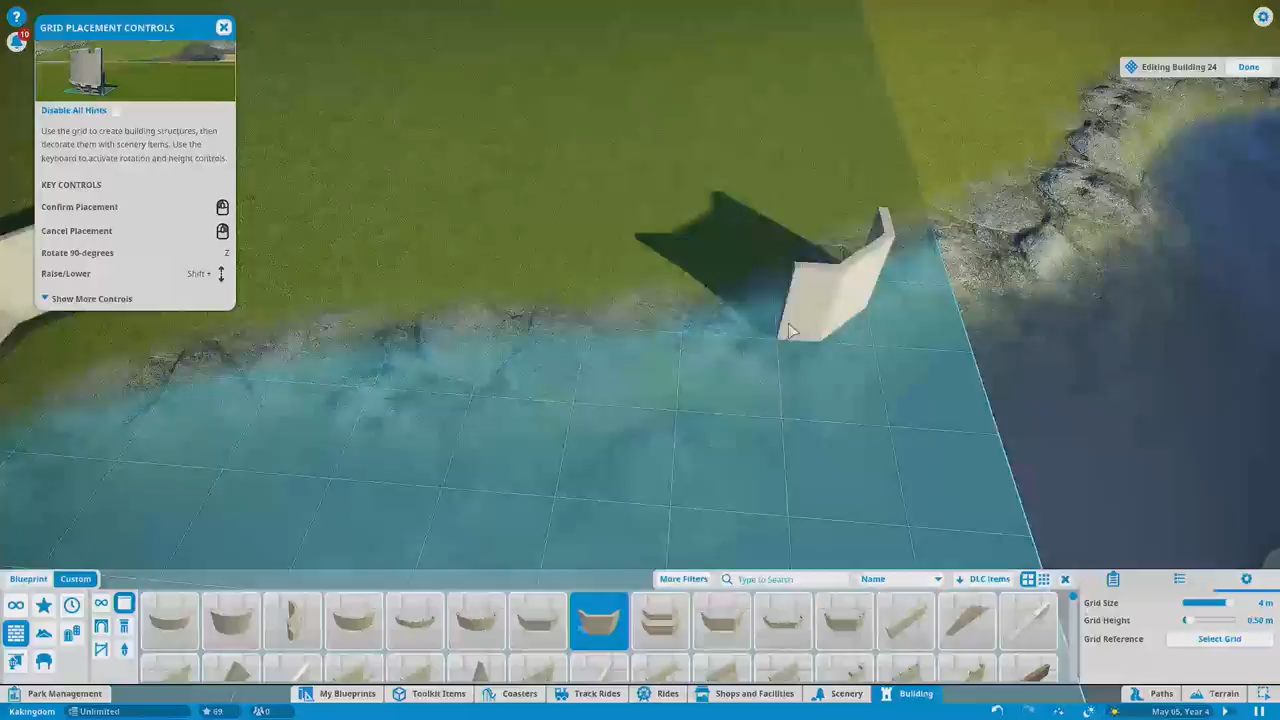 ?
GRID PLACEMENT CONTROLS
10
Editing Building 24
Done
Disable All Hints
Use the grid to create building structures, then
decorate them with scenery items. Use the
keyboard to activate rotation and height controls.
KEY CONTROLS
Confirm Placement
Cancel Placement
Rotate 90-degrees Z
Raise/Lower Shift +
Show More Controls
Blueprint Custom
More Filters Type to Search Name DLC Items
Grid Size 4 m
Grid Height 0.50 m
Grid Reference Select Grid
Park Management My Blueprints Toolkit Items Coasters Track Rides Rides Shops and Facilities Scenery Building Paths Terrain
Kakingdom Unlimited 69 0 May 05, Year 4